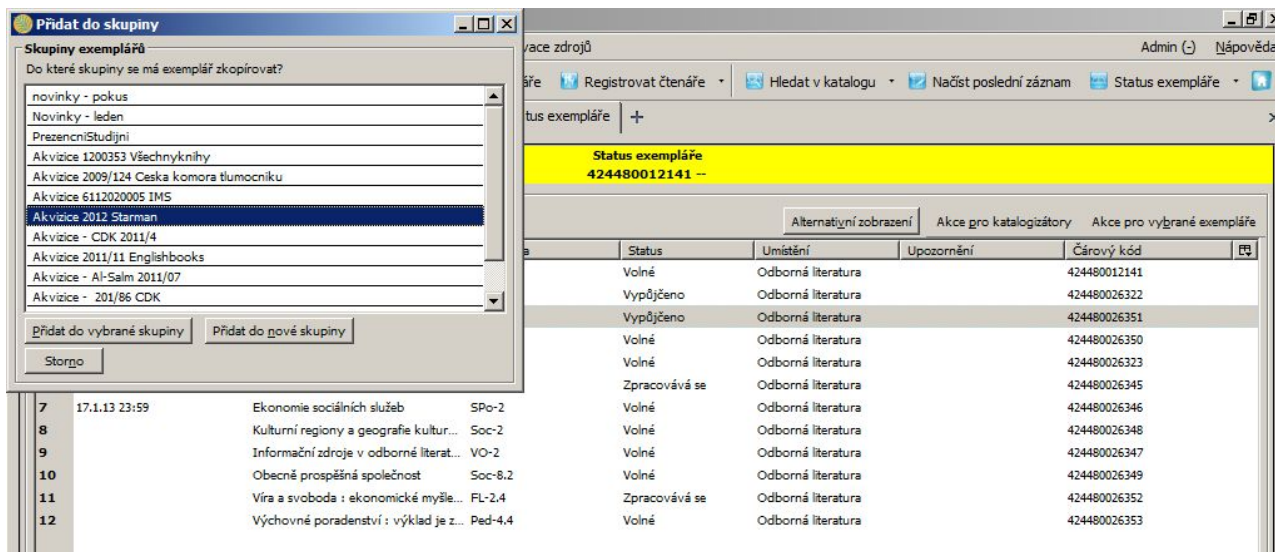 Přidat do skupiny
Skupiny exemplářů
Do které skupiny se má exemplář zkopírovat?
novinky - pokus
Novinky - leden
PrezencniStudijni
Akvizice 1200353 Všechnyknihy
Akvizice 2009/124 Ceska komora tlumocniku
Akvizice 6112020005 IMS
Akvizice 2012 Starman
Akvizice - CDK 2011/4
Akvizice 2011/11 Englishbooks
Akvizice - Al-Salm 2011/07
Akvizice - 201/86 CDK
Přidat do vybrané skupiny Přidat do nové skupiny
Storno
vace zdrojů Admin (-) Nápověda
áře Registrovat čtenáře Hledat v katalogu Načíst poslední záznam Status exempláře
tus exempláře
Status exempláře
424480012141 --
Alternativní zobrazení Akce pro katalogizátory Akce pro vybrané exempláře
Status Umístění Upozornění Čárový kód
Volné Odborná literatura 424480012141
Vypůjčeno Odborná literatura 424480026322
Vypůjčeno Odborná literatura 424480026351
Volné Odborná literatura 424480026350
Volné Odborná literatura 424480026323
Zpracovává se Odborná literatura 424480026345
7 17.1.13 23:59 Ekonomie sociálních služeb SPo-2 Volné Odborná literatura 424480026346
8 Kulturní regiony a geografie kultur... Soc-2 Volné Odborná literatura 424480026348
9 Informační zdroje v odborné literat... VO-2 Volné Odborná literatura 424480026347
10 Obecně prospěšná společnost Soc-8.2 Volné Odborná literatura 424480026349
11 Víra a svoboda : ekonomické myšle... FL-2.4 Zpracovává se Odborná literatura 424480026352
12 Výchovné poradenství : výklad je z... Ped-4.4 Volné Odborná literatura 424480026353